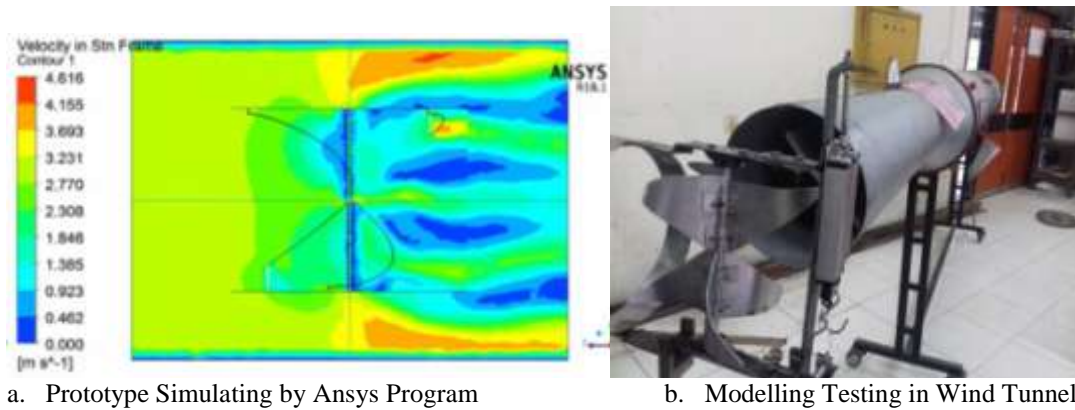 Velocity in Stn Frame
Contour 1
4.616
4.155
3.693
3.231
2.770
2.308
1.846
1.385
0.923
0.462
0.000
[m s^-1]
ANSYS
a. Prototype Simulating by Ansys Program
b. Modelling Testing in Wind Tunnel